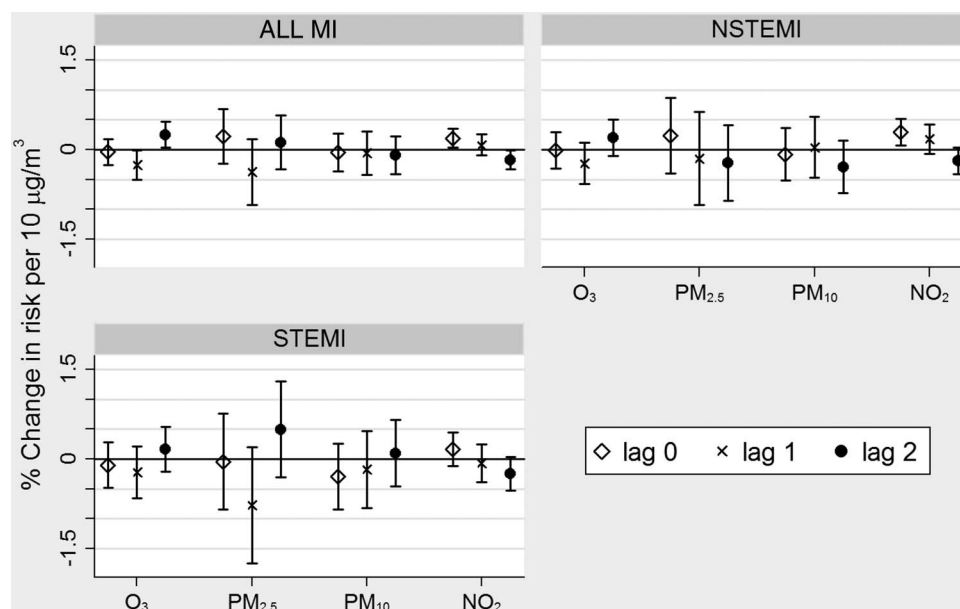 ALL MI
NSTEMI
1.5
0
-1.5
O₃ PM₂.₅ PM₁₀ NO₂
STEMI
1.5
0
-1.5
O₃ PM₂.₅ PM₁₀ NO₂
% Change in risk per 10 μg/m³
lag 0 lag 1 lag 2